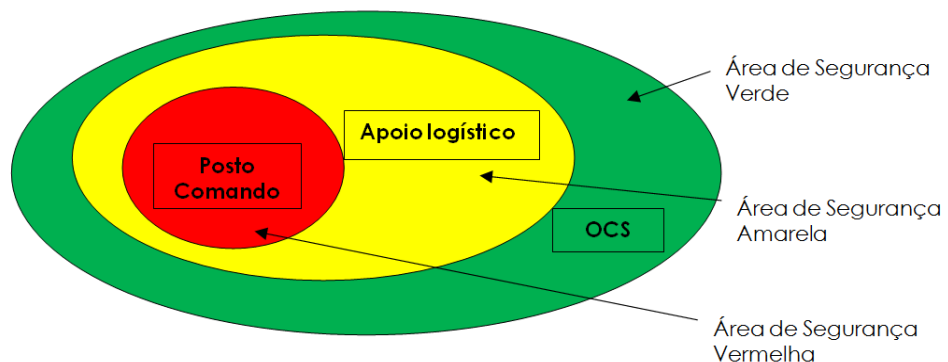 Área de Segurança
Verde
Apoio logístico
Posto
Comando
Área de Segurança
Amarela
OCS
Área de Segurança
Vermelha